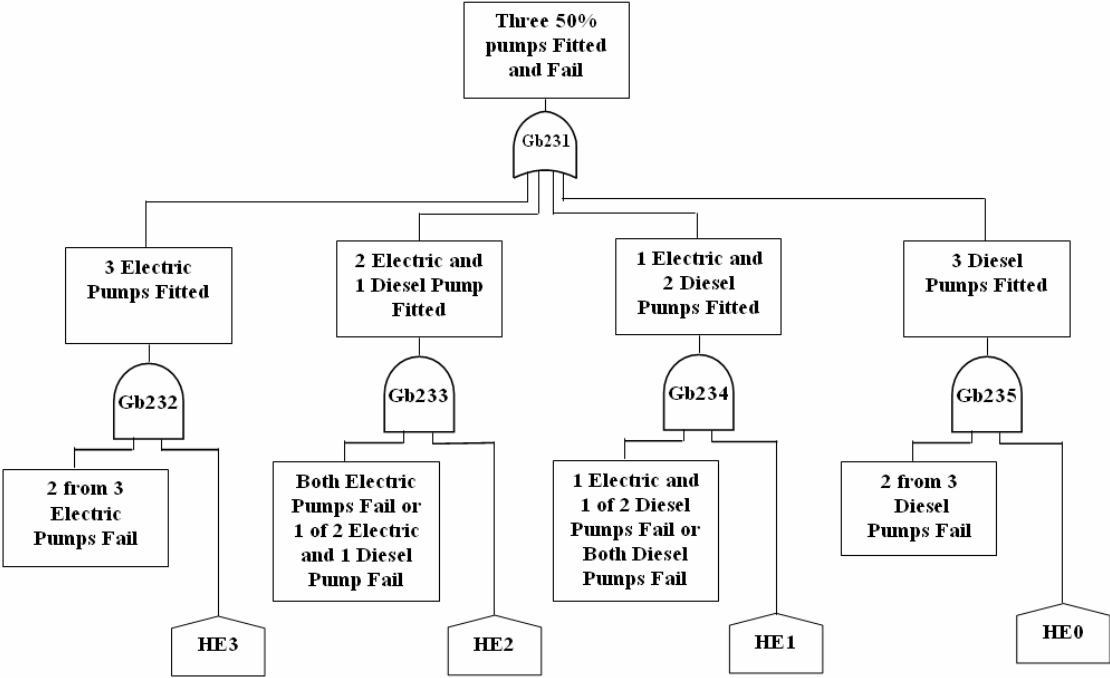 Three 50%
pumps Fitted
and Fail
Gb231
3 Electric
Pumps Fitted
2 Electric and
1 Diesel Pump
Fitted
1 Electric and
2 Diesel
Pumps Fitted
3 Diesel
Pumps Fitted
Gb232
Gb233
Gb234
Gb235
2 from 3
Electric
Pumps Fail
Both Electric
Pumps Fail or
1 of 2 Electric
and 1 Diesel
Pump Fail
1 Electric and
1 of 2 Diesel
Pumps Fail or
Both Diesel
Pumps Fail
2 from 3
Diesel
Pumps Fail
HE3
HE2
HE1
HE0